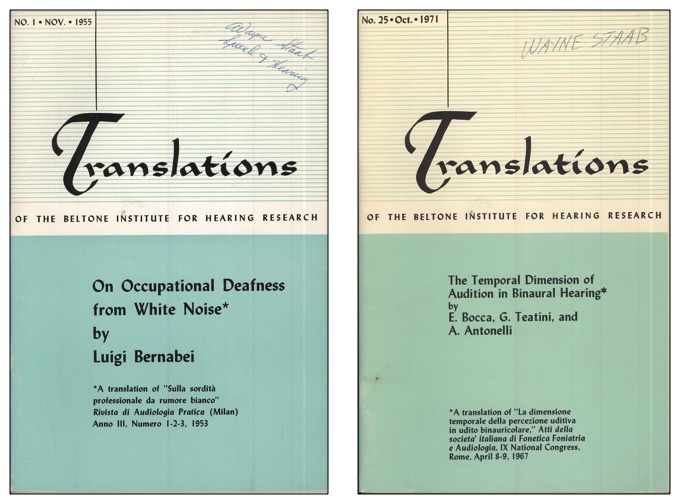 No. 1 • NOV. • 1955
Wayne Staab
Speech & Hearing
Translations
OF THE BELTONE INSTITUTE FOR HEARING RESEARCH
On Occupational Deafness
from White Noise*
by
Luigi Bernabei
*A translation of "Sulla sordità
professionale da rumore bianco"
Rivista di Audiologia Pratica (Milan)
Anno III, Numero 1-2-3, 1953
No. 25 • Oct. • 1971
WAYNE STAAB
Translations
OF THE BELTONE INSTITUTE FOR HEARING RESEARCH
The Temporal Dimension of
Audition in Binaural Hearing*
by
E. Bocca, G. Teatini, and
A. Antonelli
*A translation of "La dimensione
temporale della percezione uditiva
in udito binauricolare," Atti della
societa' italiana di Fonetica Foniatria
e Audiologia, IX National Congress,
Rome, April 8-9, 1967